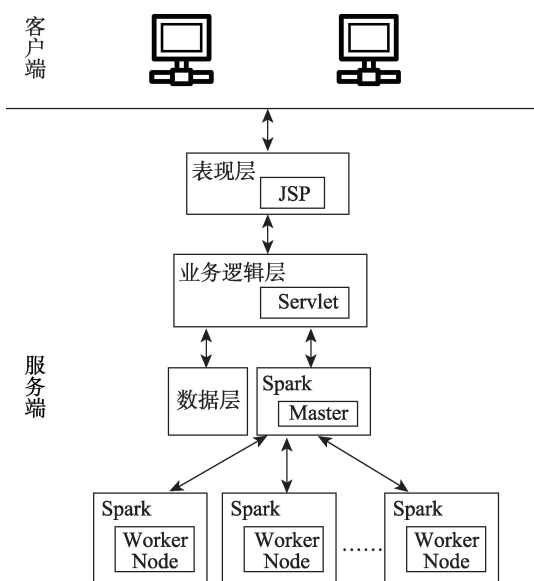 客户端
表现层
JSP
业务逻辑层
Servlet
服务端
数据层
Spark
Master
Spark
Worker
Node
Spark
Worker
Node
……
Spark
Worker
Node